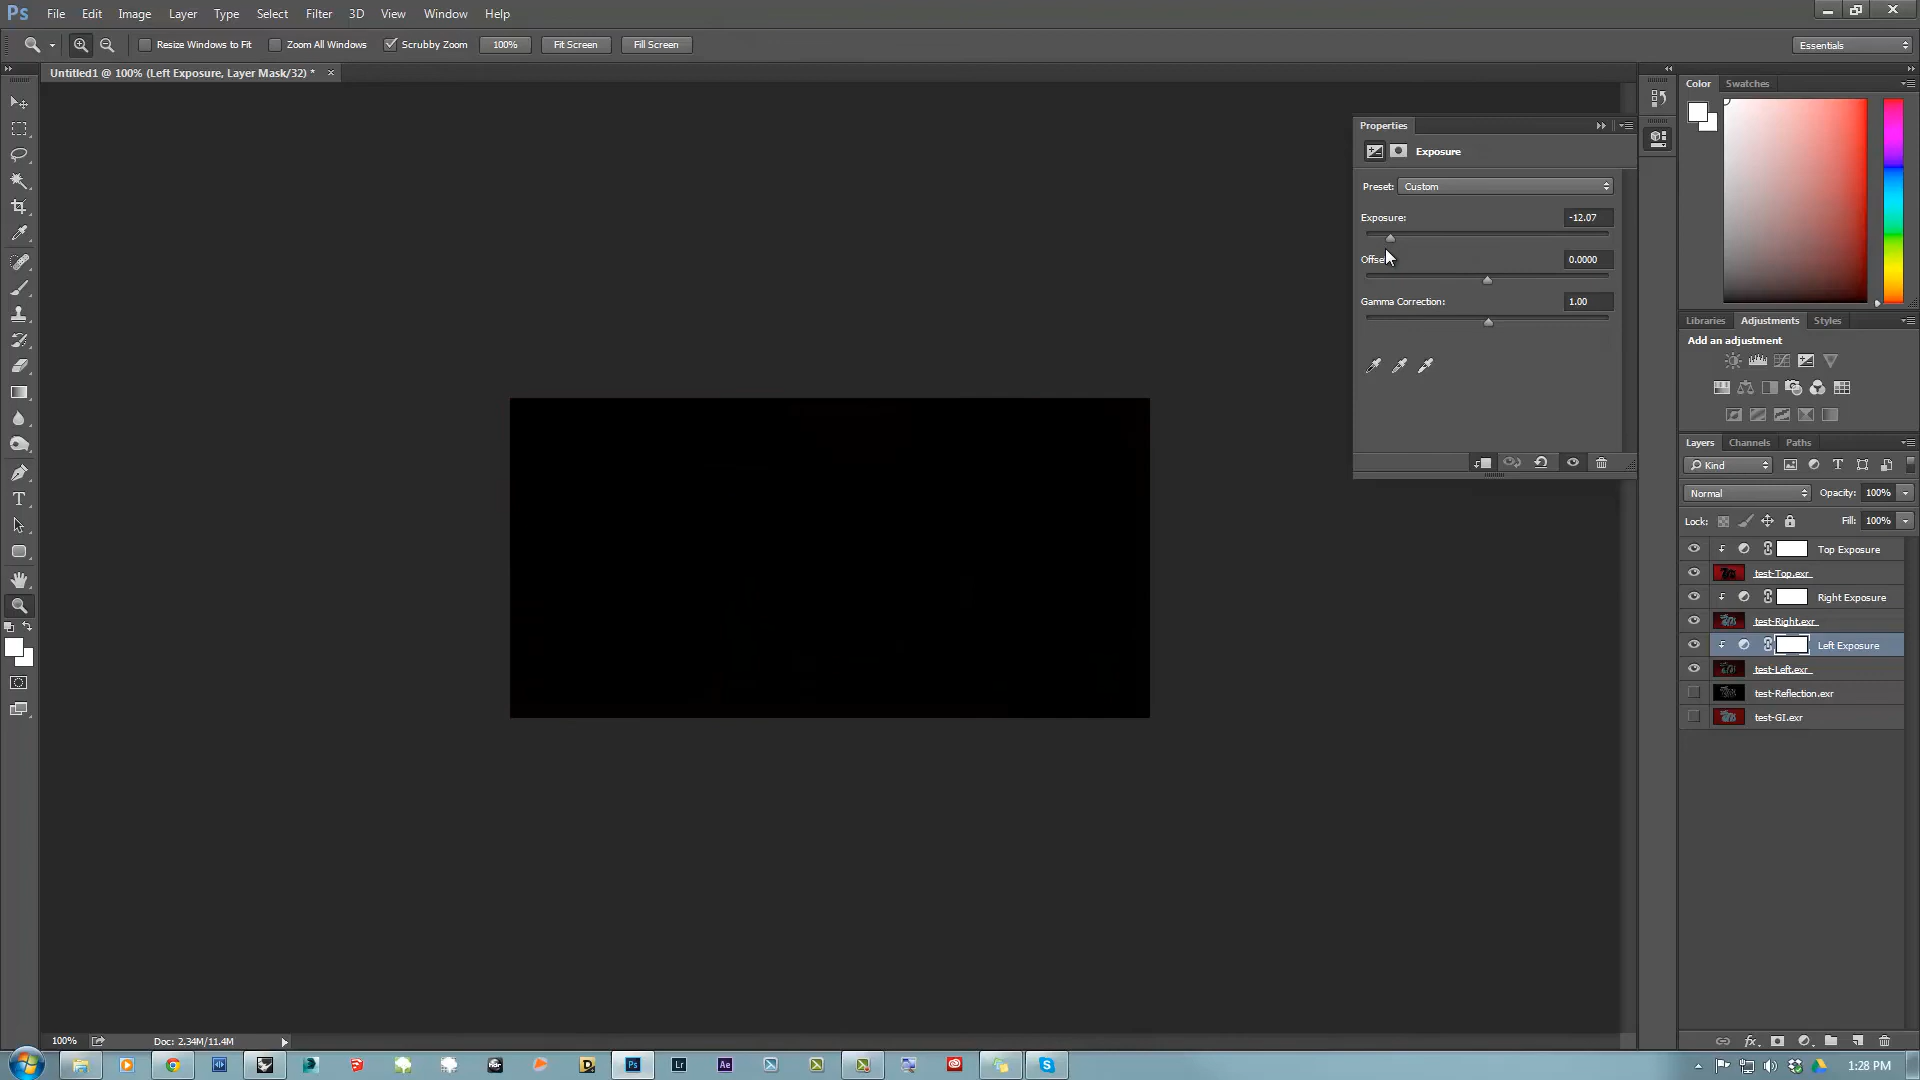 Ps File Edit Image Layer Type Select Filter 3D View Window Help
Resize Windows to Fit Zoom All Windows Scrubby Zoom 100% Fit Screen Fill Screen Essentials
Untitled1 @ 100% (Left Exposure, Layer Mask/32) * ×
Color Swatches
Properties
Exposure
Preset: Custom
Exposure: -12.07
Offset 0.0000
Gamma Correction: 1.00
Libraries Adjustments Styles
Add an adjustment
Layers Channels Paths
Kind
Normal Opacity: 100%
Lock: Fill: 100%
Top Exposure
test-Top.exr
Right Exposure
test-Right.exr
Left Exposure
test-Left.exr
test-Reflection.exr
test-GI.exr
100% Doc: 2.34M/11.4M
Ps Lr Ae
1:28 PM